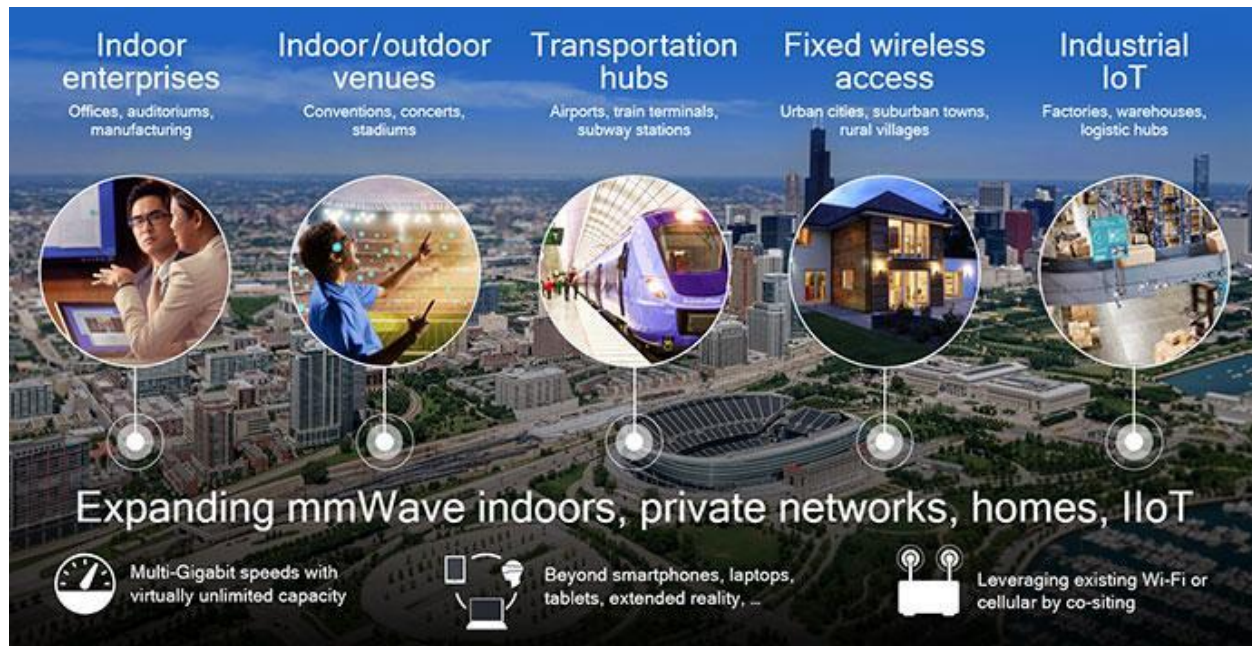 Indoor
enterprises
Offices, auditoriums,
manufacturing
Indoor/outdoor
venues
Conventions, concerts,
stadiums
Transportation
hubs
Airports, train terminals,
subway stations
Fixed wireless
access
Urban cities, suburban towns,
rural villages
Industrial
IoT
Factories, warehouses,
logistic hubs
Expanding mmWave indoors, private networks, homes, IIoT
Multi-Gigabit speeds with
virtually unlimited capacity
Beyond smartphones, laptops,
tablets, extended reality, ...
Leveraging existing Wi-Fi or
cellular by co-siting